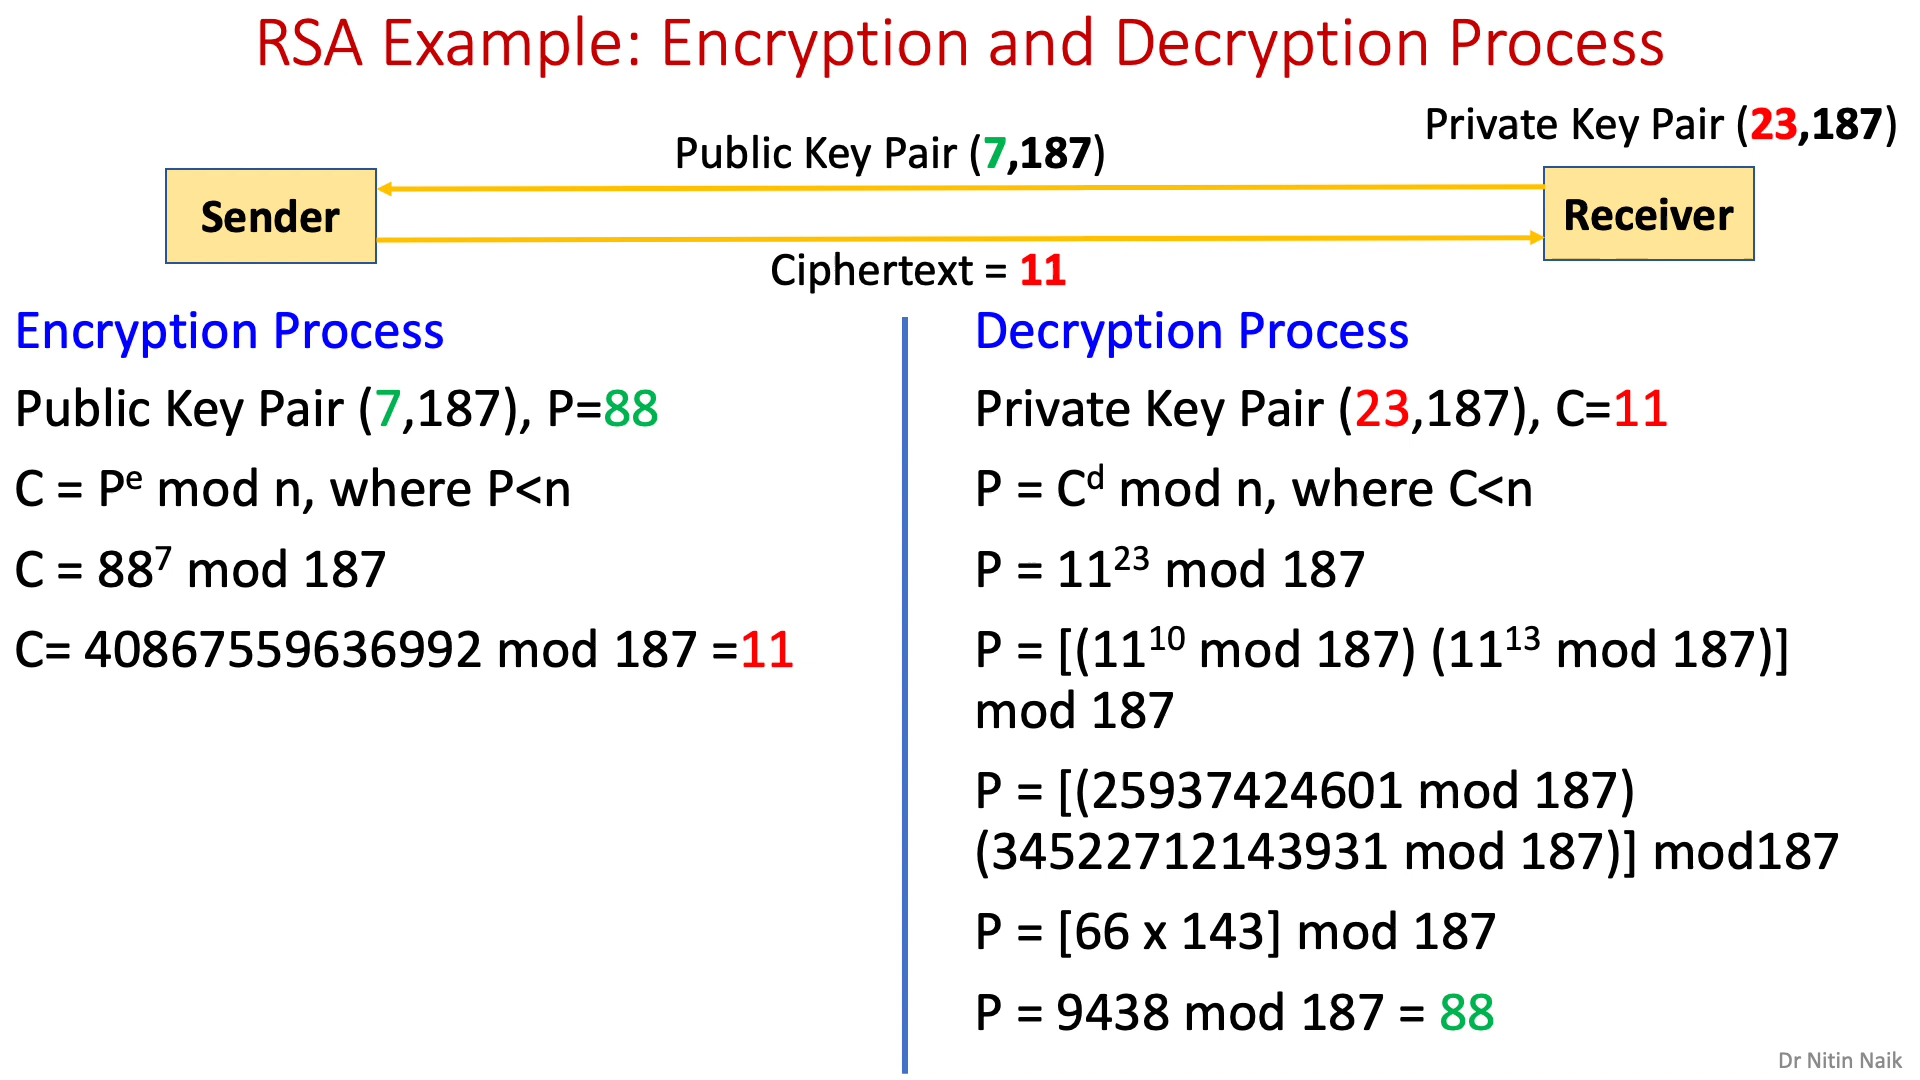 RSA Example: Encryption and Decryption Process
Private Key Pair (23,187)
Public Key Pair (7,187)
Sender
Receiver
Ciphertext = 11
Encryption Process
Public Key Pair (7,187), P=88
C = Pᵉ mod n, where P<n
C = 88⁷ mod 187
C= 40867559636992 mod 187 =11
Decryption Process
Private Key Pair (23,187), C=11
P = Cᵈ mod n, where C<n
P = 11²³ mod 187
P = [(11¹⁰ mod 187) (11¹³ mod 187)]
mod 187
P = [(25937424601 mod 187)
(34522712143931 mod 187)] mod187
P = [66 x 143] mod 187
P = 9438 mod 187 = 88
Dr Nitin Naik